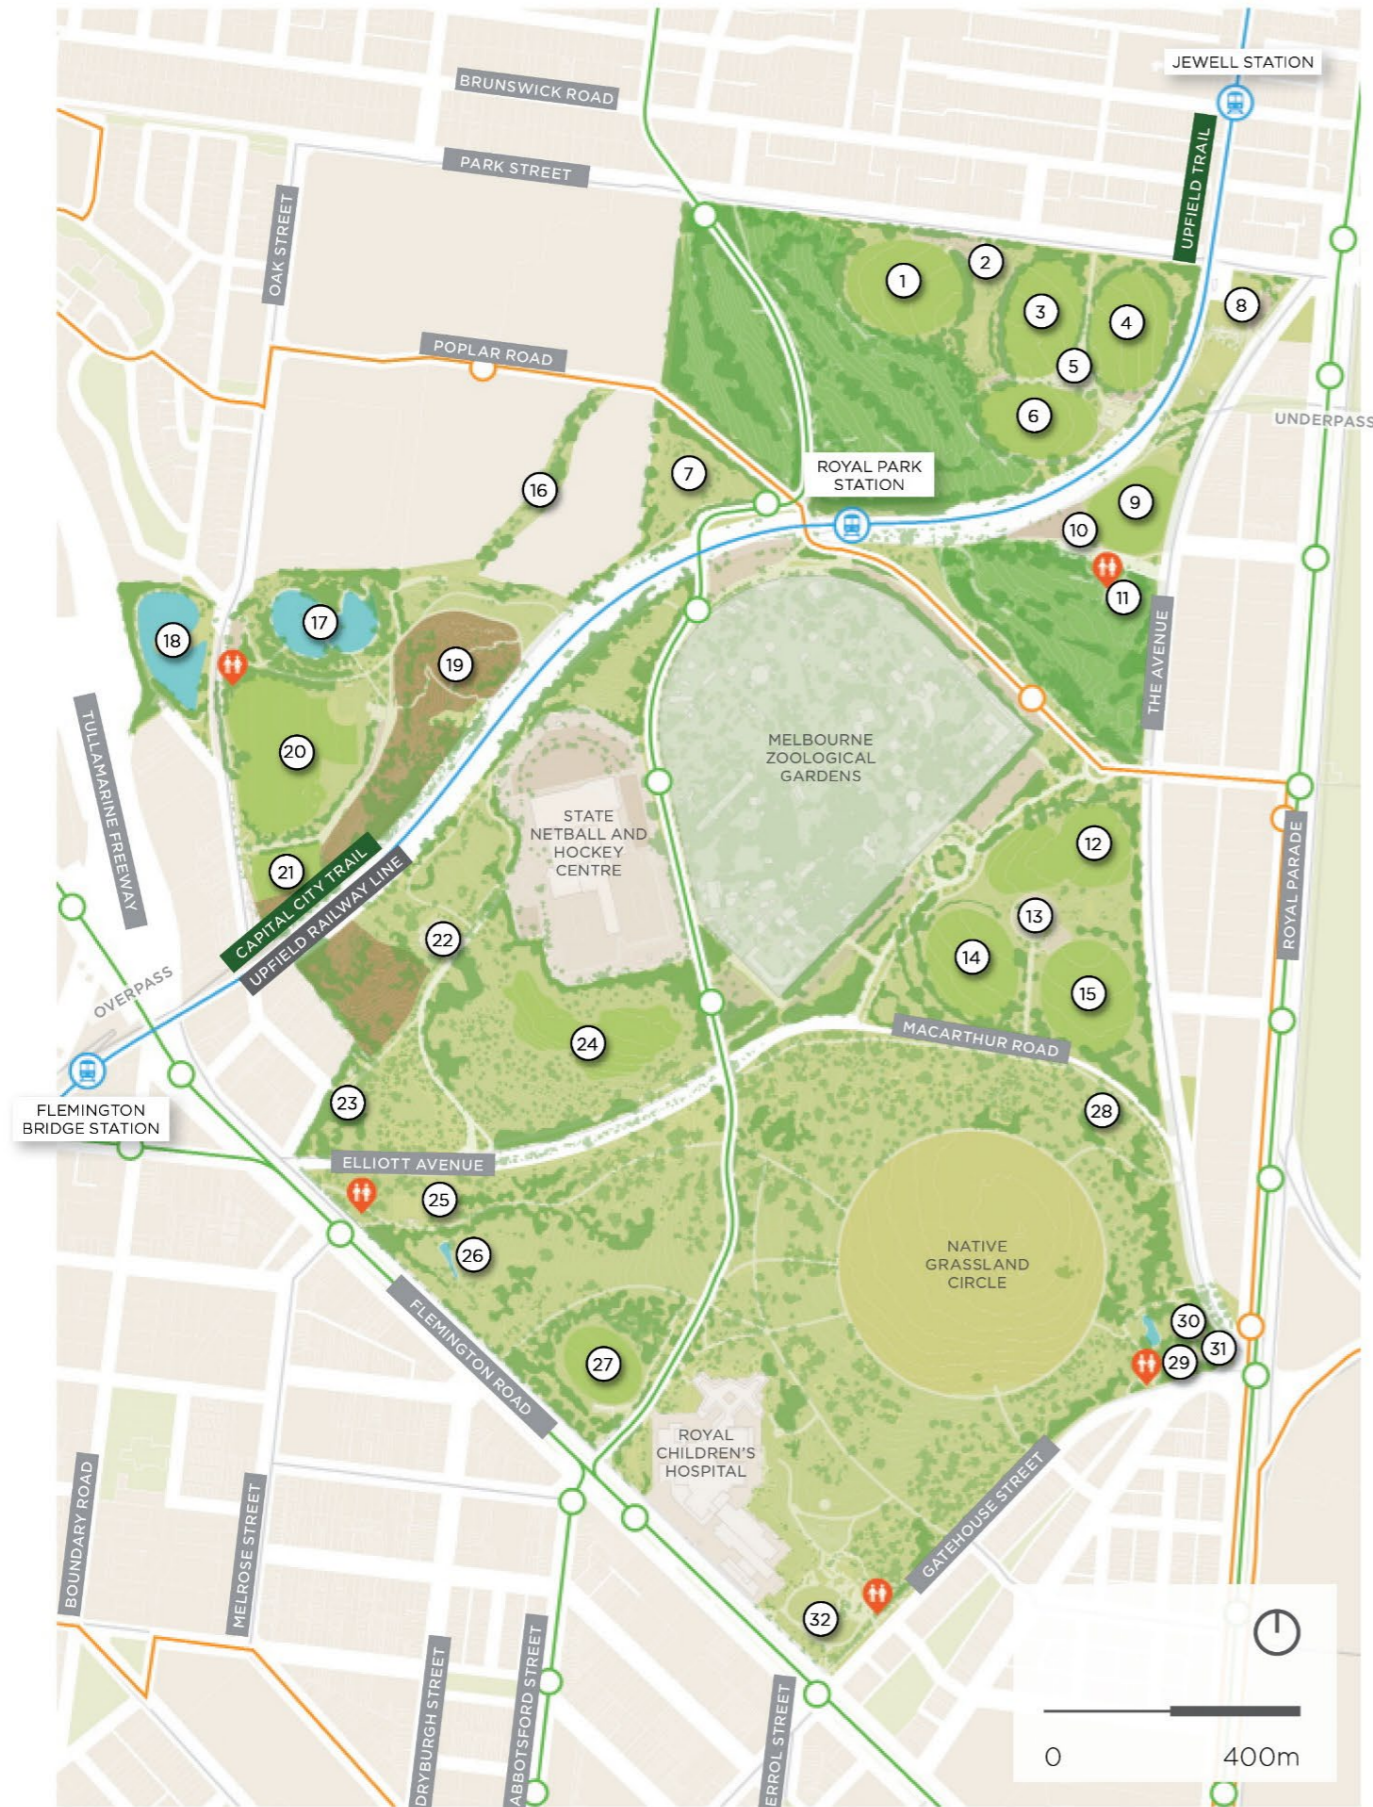 JEWELL STATION
BRUNSWICK ROAD
UPFIELD TRAIL
PARK STREET
OAK STREET
1
2
3
4
8
5
POPLAR ROAD
6
UNDERPASS
ROYAL PARK
STATION
7
16
9
10
11
18
17
THE AVENUE
19
TULLAMARINE FREEWAY
20
MELBOURNE
ZOOLOGICAL
GARDENS
STATE
NETBALL AND
HOCKEY
CENTRE
12
ROYAL PARADE
21
CAPITAL CITY TRAIL
UPFIELD RAILWAY LINE
13
22
14
OVERPASS
15
24
MACARTHUR ROAD
FLEMINGTON
BRIDGE STATION
23
28
ELLIOTT AVENUE
25
26
NATIVE
GRASSLAND
CIRCLE
FLEMINGTON ROAD
30
31
29
27
ROYAL
CHILDREN'S
HOSPITAL
BOUNDARY ROAD
MELROSE STREET
GATEHOUSE STREET
32
DRYBURGH STREET
ABBOTSFORD STREET
ERROL STREET
0
400m